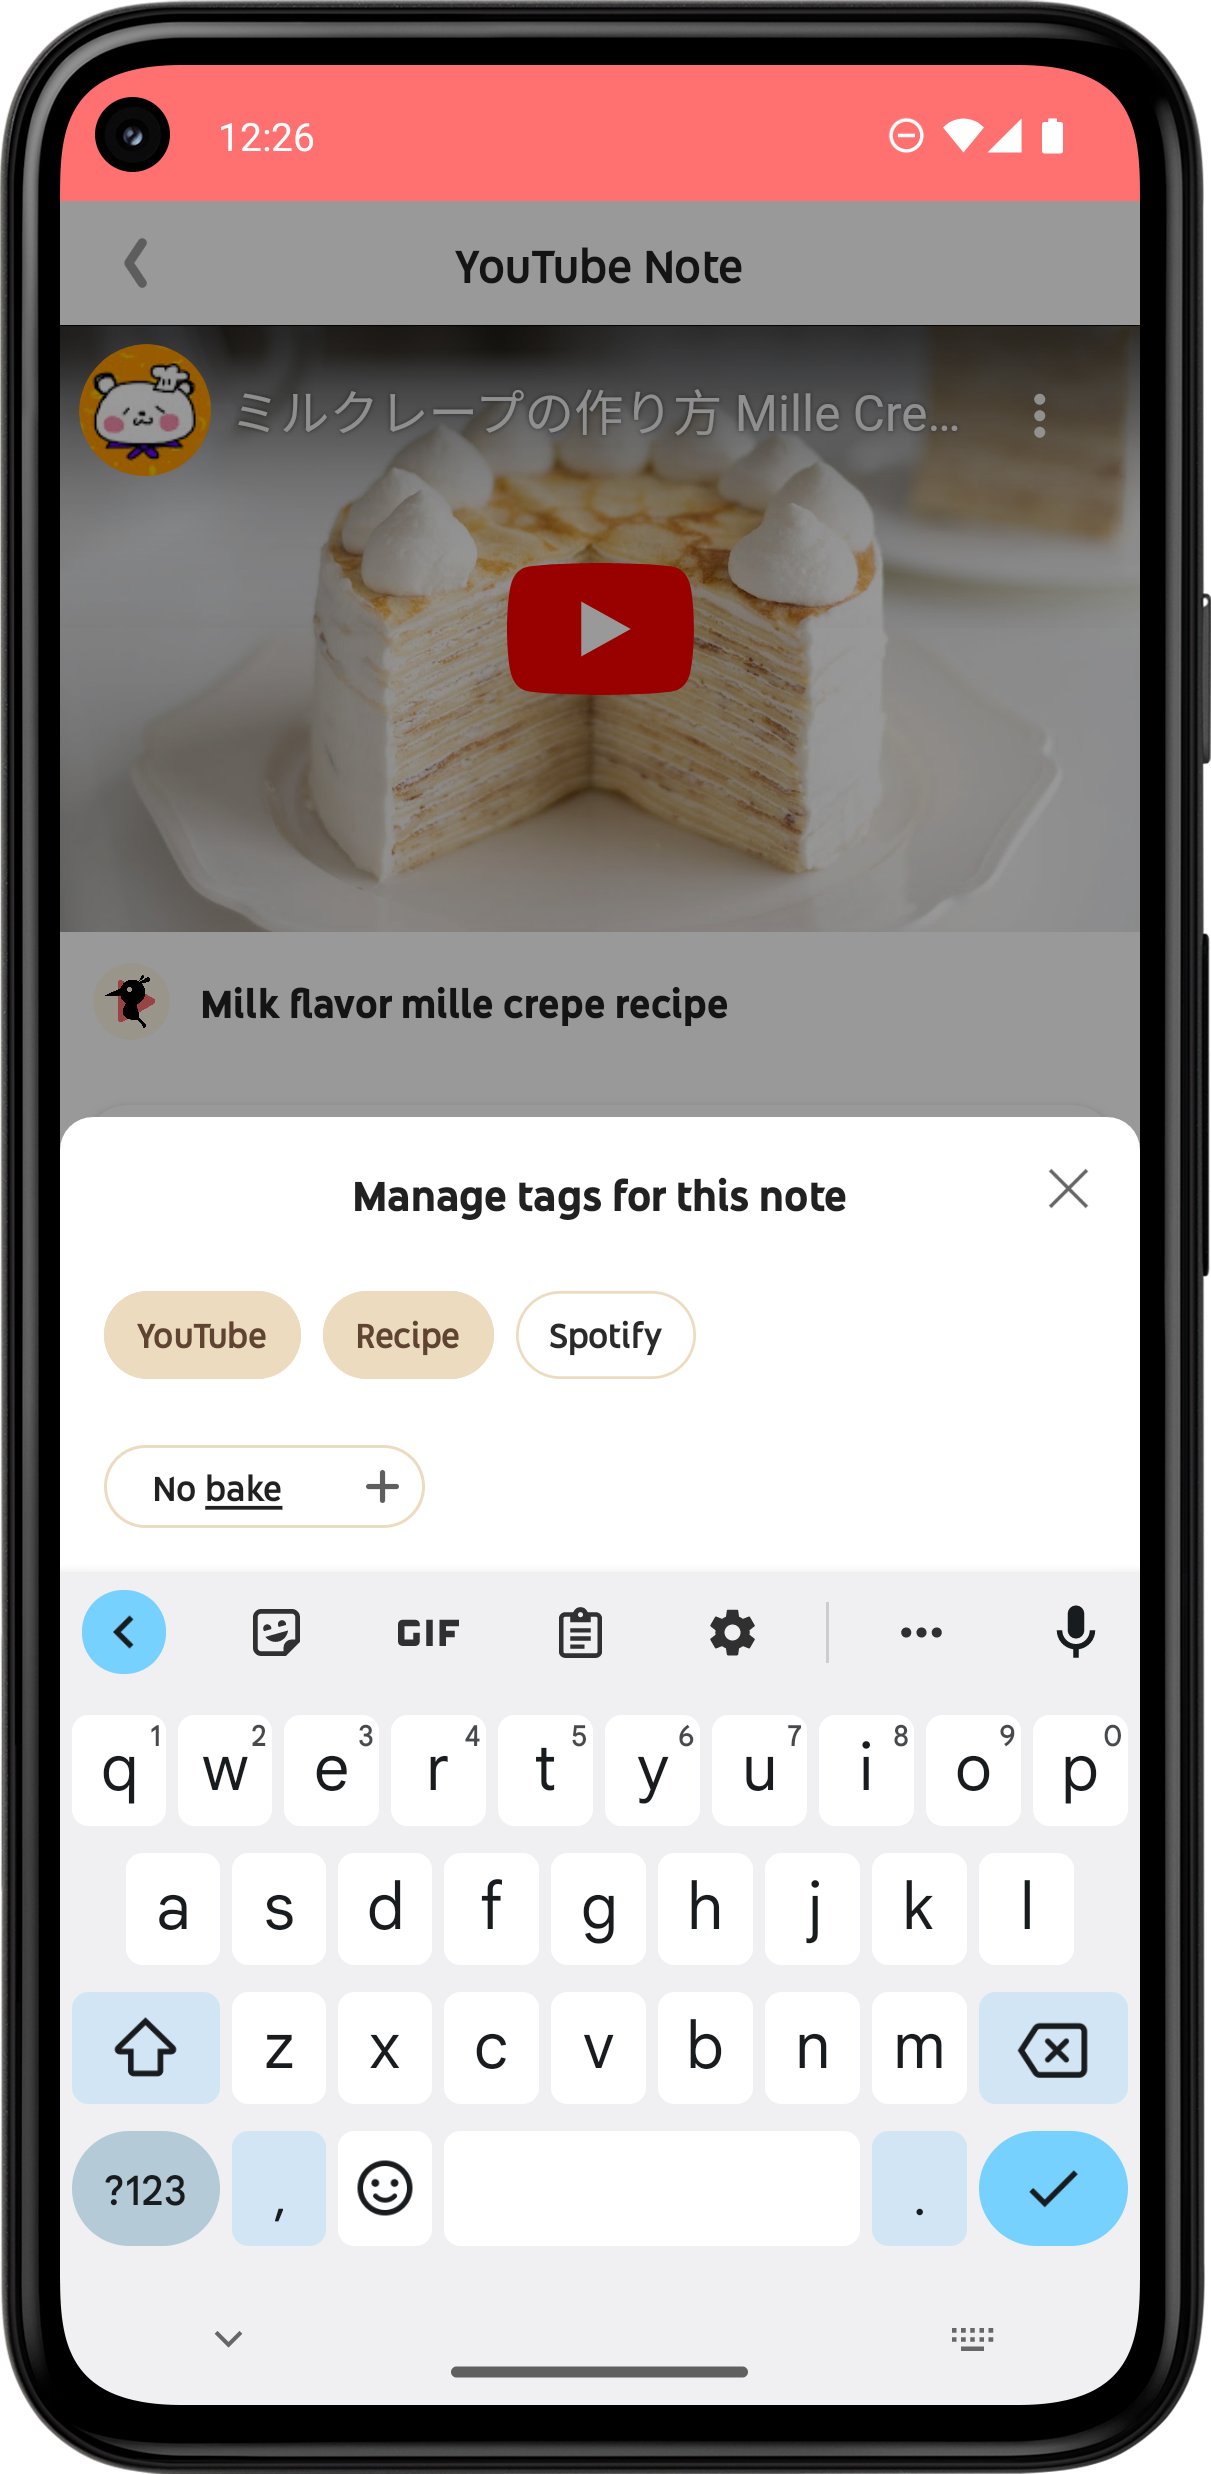 12:26
YouTube Note
ミルクレープの作り方 Mille Cre...
Milk flavor mille crepe recipe
Manage tags for this note
YouTube Recipe Spotify
No bake +
GIF
q 1 w 2 e 3 r 4 t 5 y 6 u 7 i 8 o 9 p 0
a s d f g h j k l
z x c v b n m
?123 , .